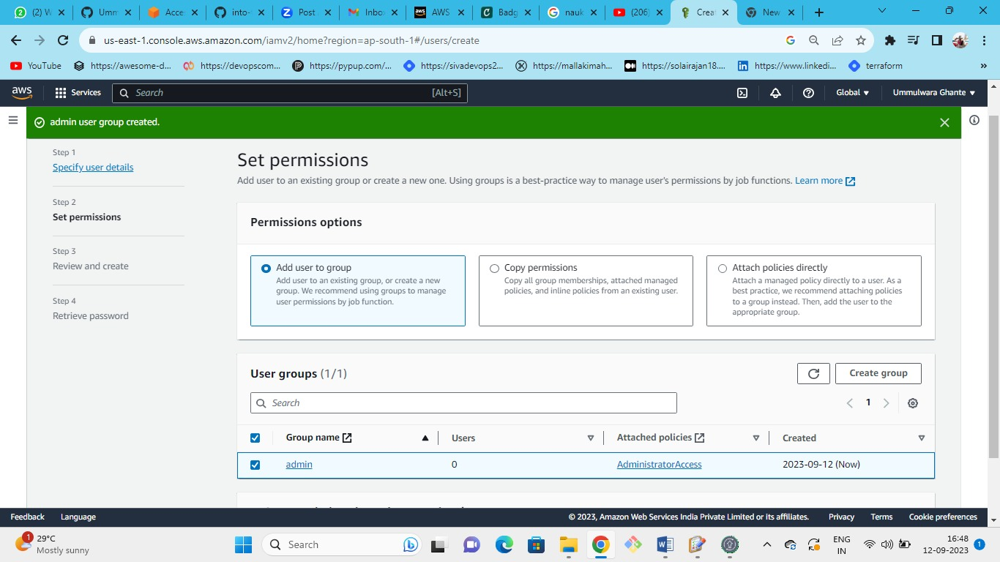 (2) W
Umm
Acce
into-
Post
Inbo
AWS
Badg
nauk
(206)
Crea
New
us-east-1.console.aws.amazon.com/iamv2/home?region=ap-south-1#/users/create
YouTube
https://awesome-d...
https://devopscom...
https://pypup.com/...
https://sivadevops2...
https://mallakimah...
https://solairajan18....
https://www.linkedi...
terraform
aws
Services
Search
[Alt+S]
Global
Ummulwara Ghante
admin user group created.
Step 1
Specify user details
Step 2
Set permissions
Step 3
Review and create
Step 4
Retrieve password
Set permissions
Add user to an existing group or create a new one. Using groups is a best-practice way to manage user's permissions by job functions. Learn more
Permissions options
Add user to group
Add user to an existing group, or create a new
group. We recommend using groups to manage
user permissions by job function.
Copy permissions
Copy all group memberships, attached managed
policies, and inline policies from an existing user.
Attach policies directly
Attach a managed policy directly to a user. As a
best practice, we recommend attaching policies
to a group instead. Then, add the user to the
appropriate group.
User groups (1/1)
Create group
Search
1
Group name
Users
Attached policies
Created
admin
0
AdministratorAccess
2023-09-12 (Now)
Feedback
Language
© 2023, Amazon Web Services India Private Limited or its affiliates.
Privacy
Terms
Cookie preferences
1
29°C
Mostly sunny
Search
ENG
IN
16:48
12-09-2023
1